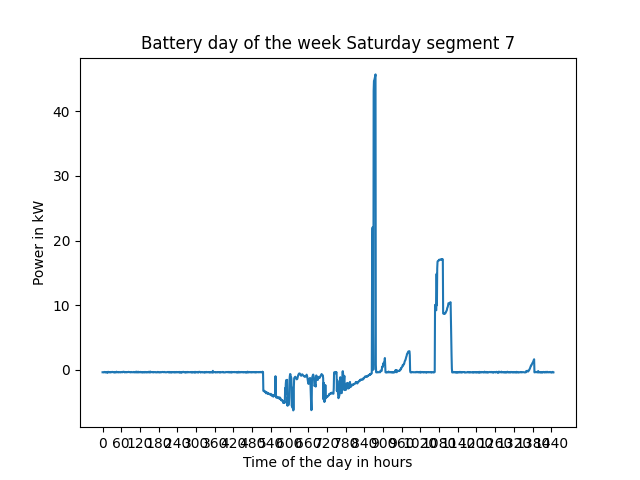 Battery day of the week Saturday segment 7
Power in kW
40
30
20
10
0
0 60 120 180 240 300 360 420 480 540 600 660 720 780 840 900 960 1020 1080 1140 1200 1260 1320 1380 1440
Time of the day in hours